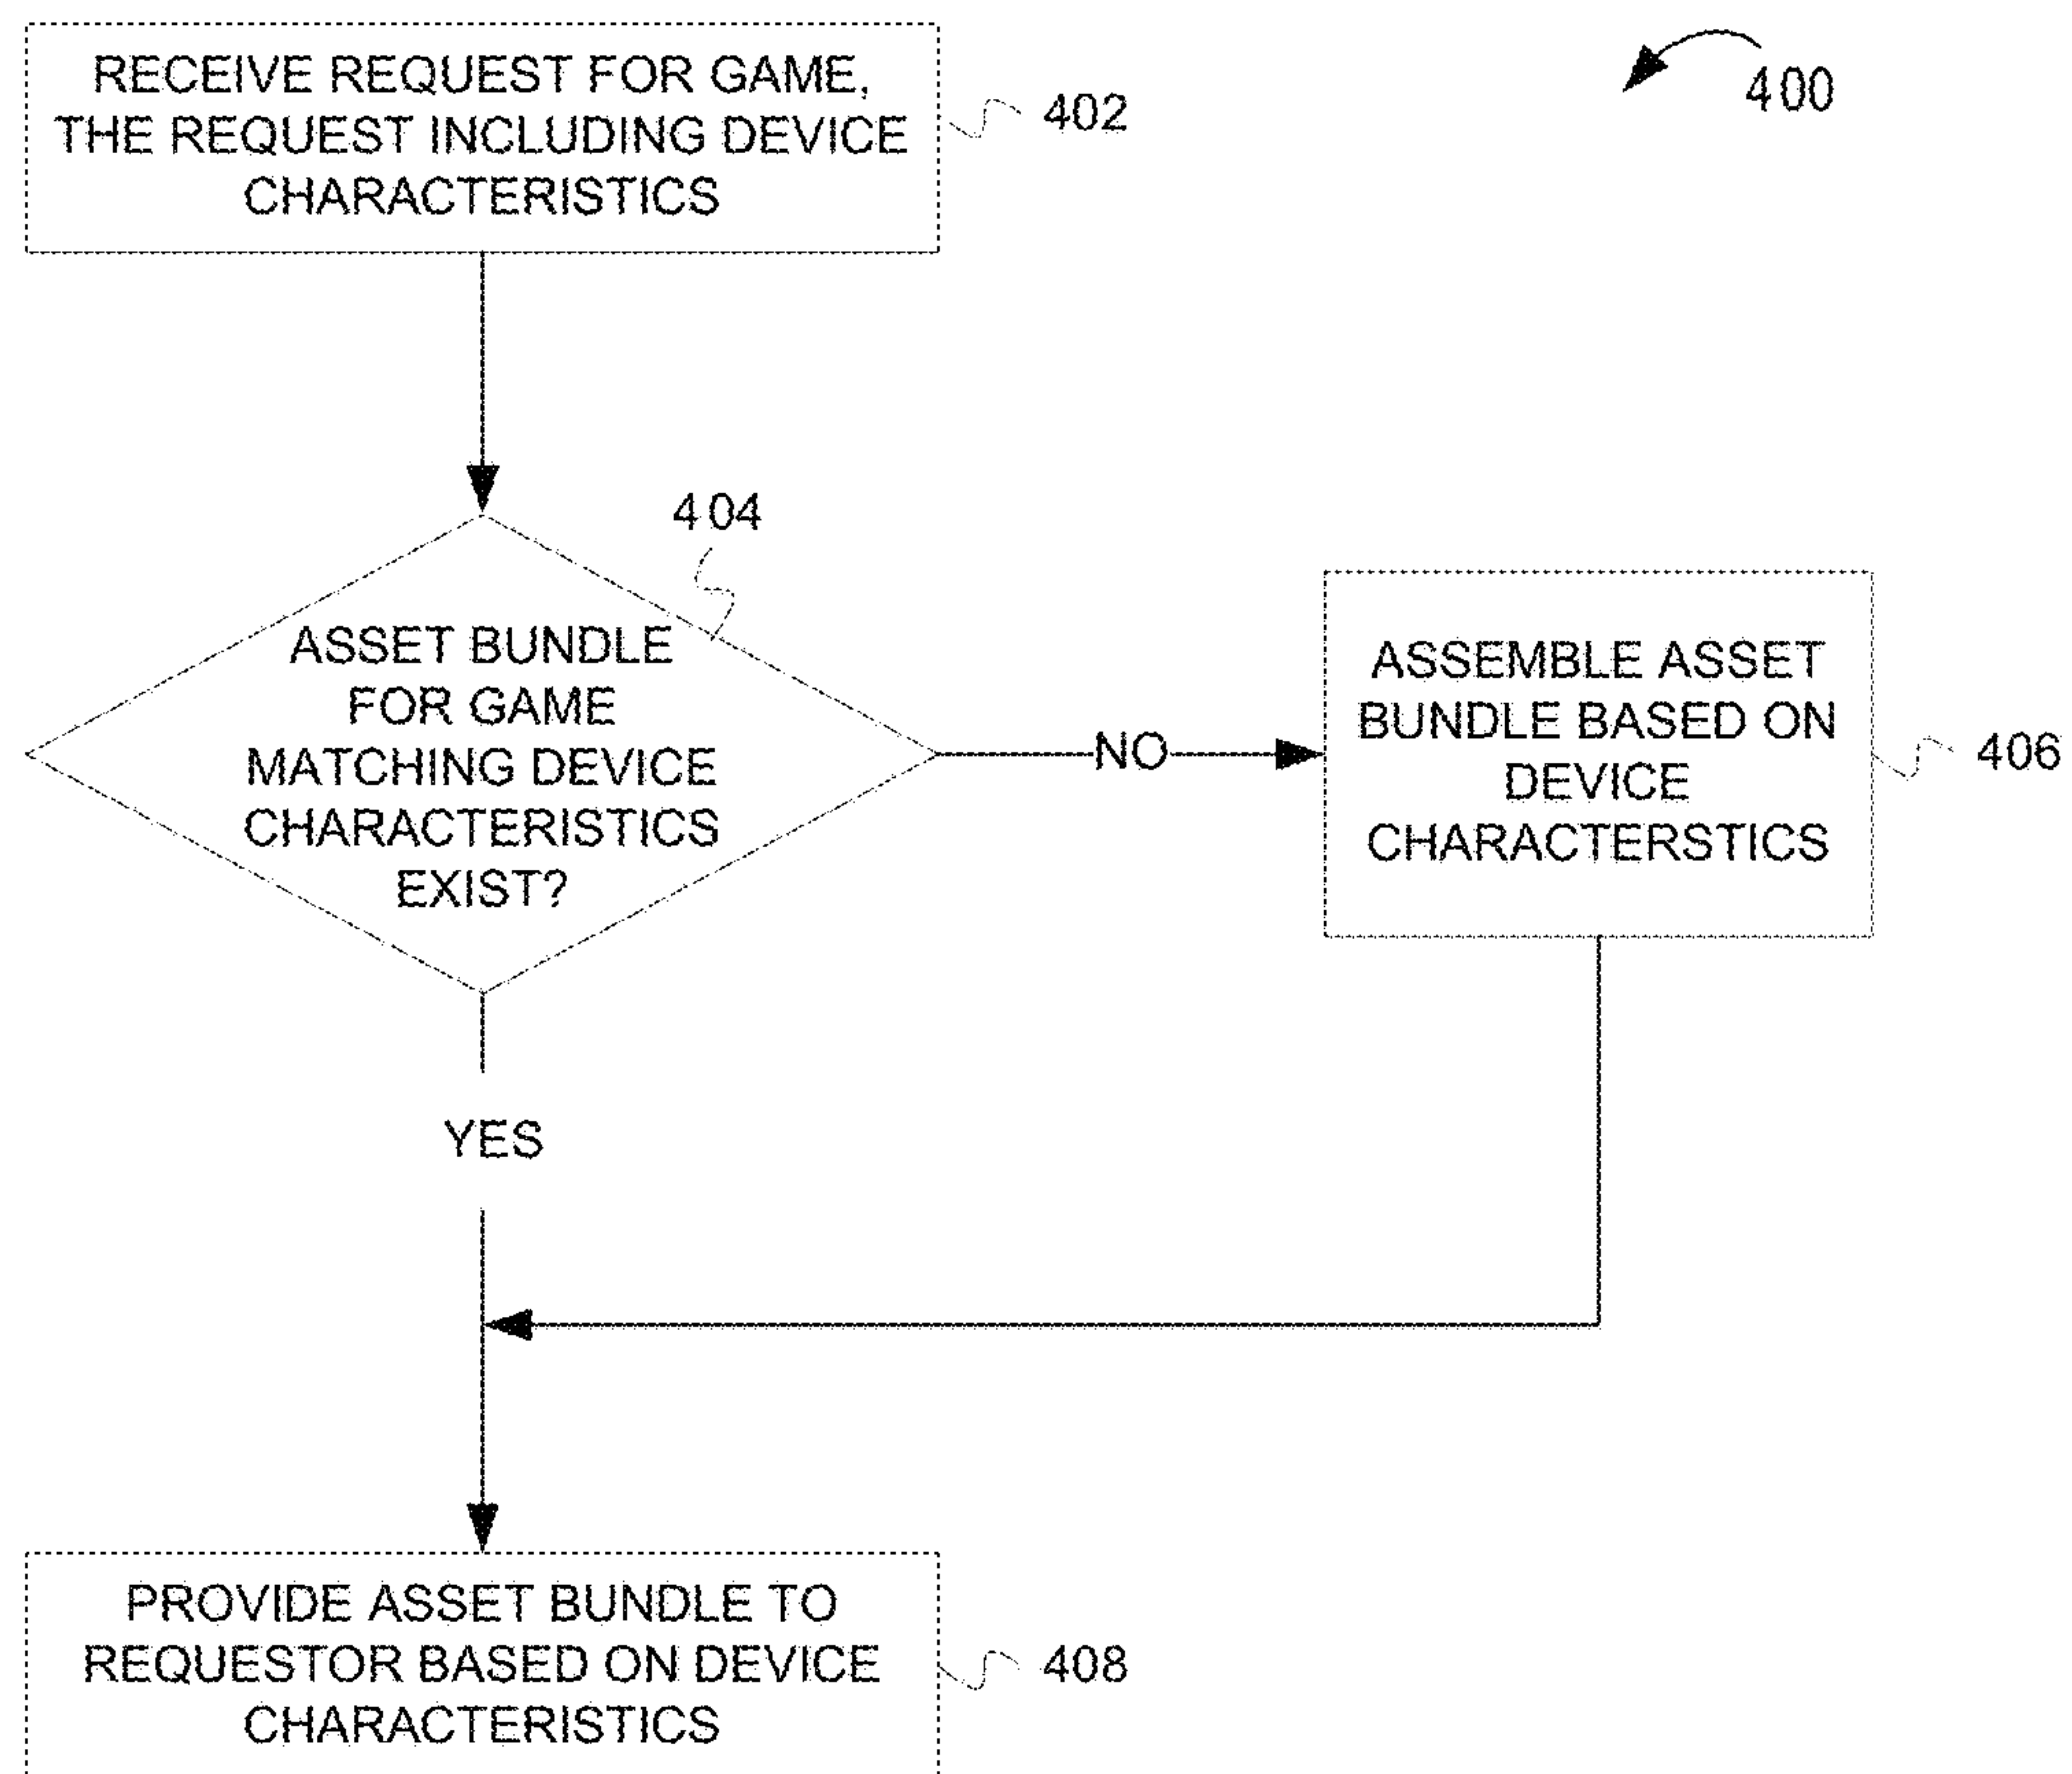 RECEIVE REQUEST FOR GAME,
THE REQUEST INCLUDING DEVICE
CHARACTERISTICS
402
400
404
ASSET BUNDLE
FOR GAME
MATCHING DEVICE
CHARACTERISTICS
EXIST?
NO
ASSEMBLE ASSET
BUNDLE BASED ON
DEVICE
CHARACTERSTICS
406
YES
PROVIDE ASSET BUNDLE TO
REQUESTOR BASED ON DEVICE
CHARACTERISTICS
408